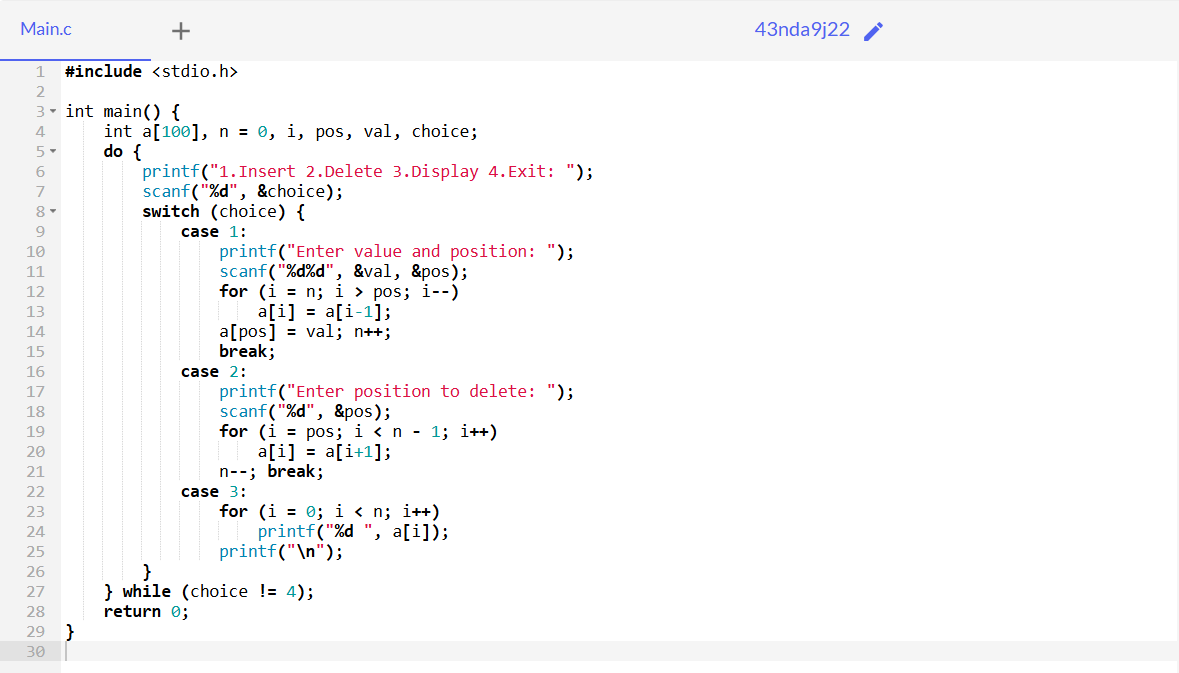 Main.c + 43nda9j22
1 #include <stdio.h>
2
3 int main() {
4     int a[100], n = 0, i, pos, val, choice;
5     do {
6         printf("1.Insert 2.Delete 3.Display 4.Exit: ");
7         scanf("%d", &choice);
8         switch (choice) {
9             case 1:
10                 printf("Enter value and position: ");
11                 scanf("%d%d", &val, &pos);
12                 for (i = n; i > pos; i--)
13                     a[i] = a[i-1];
14                 a[pos] = val; n++;
15                 break;
16             case 2:
17                 printf("Enter position to delete: ");
18                 scanf("%d", &pos);
19                 for (i = pos; i < n - 1; i++)
20                     a[i] = a[i+1];
21                 n--; break;
22             case 3:
23                 for (i = 0; i < n; i++)
24                     printf("%d ", a[i]);
25                 printf("\n");
26         }
27     } while (choice != 4);
28     return 0;
29 }
30